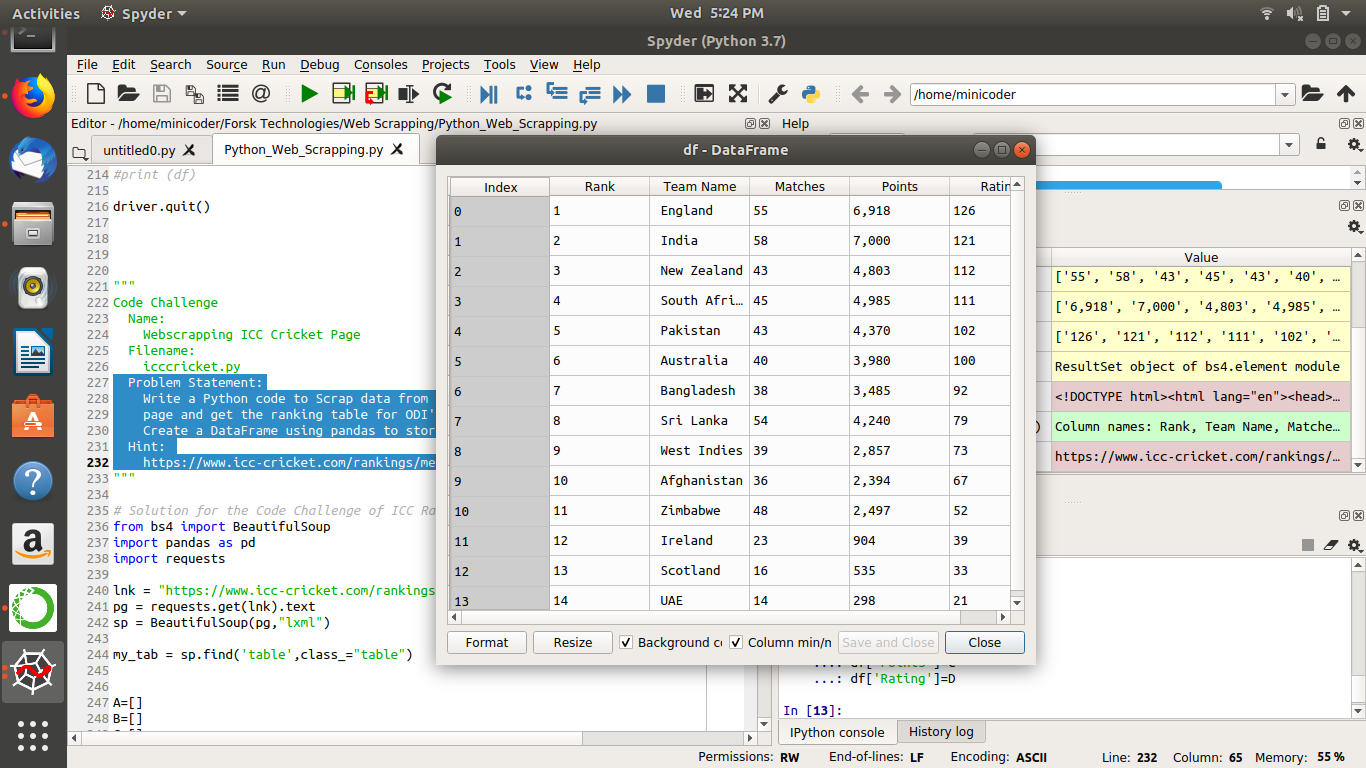 Activities Spyder Wed 5:24 PM
Spyder (Python 3.7)
File Edit Search Source Run Debug Consoles Projects Tools View Help
/home/minicoder
Editor - /home/minicoder/Forsk Technologies/Web Scrapping/Python_Web_Scrapping.py
Help
untitled0.py Python_Web_Scrapping.py
214 #print (df)
215
216 driver.quit()
217
218
219
220
221 """
222 Code Challenge
223 Name:
224 Webscrapping ICC Cricket Page
225 Filename:
226 icccricket.py
227 Problem Statement:
228 Write a Python code to Scrap data from
229 page and get the ranking table for ODI'
230 Create a DataFrame using pandas to stor
231 Hint:
232 https://www.icc-cricket.com/rankings/me
233 """
234
235 # Solution for the Code Challenge of ICC Ra
236 from bs4 import BeautifulSoup
237 import pandas as pd
238 import requests
239
240 lnk = "https://www.icc-cricket.com/rankings
241 pg = requests.get(lnk).text
242 sp = BeautifulSoup(pg,"lxml")
243
244 my_tab = sp.find('table',class_="table")
245
246
247 A=[]
248 B=[]
df - DataFrame
Index Rank Team Name Matches Points Ratin
0 1 England 55 6,918 126
1 2 India 58 7,000 121
2 3 New Zealand 43 4,803 112
3 4 South Afri… 45 4,985 111
4 5 Pakistan 43 4,370 102
5 6 Australia 40 3,980 100
6 7 Bangladesh 38 3,485 92
7 8 Sri Lanka 54 4,240 79
8 9 West Indies 39 2,857 73
9 10 Afghanistan 36 2,394 67
10 11 Zimbabwe 48 2,497 52
11 12 Ireland 23 904 39
12 13 Scotland 16 535 33
13 14 UAE 14 298 21
Format Resize Background co Column min/n Save and Close Close
Value
['55', '58', '43', '45', '43', '40', …
['6,918', '7,000', '4,803', '4,985', …
['126', '121', '112', '111', '102', '…
ResultSet object of bs4.element module
<!DOCTYPE html><html lang="en"><head>…
) Column names: Rank, Team Name, Matche…
https://www.icc-cricket.com/rankings/…
...: df['Rating']=D
In [13]:
IPython console History log
Permissions: RW End-of-lines: LF Encoding: ASCII Line: 232 Column: 65 Memory: 55 %